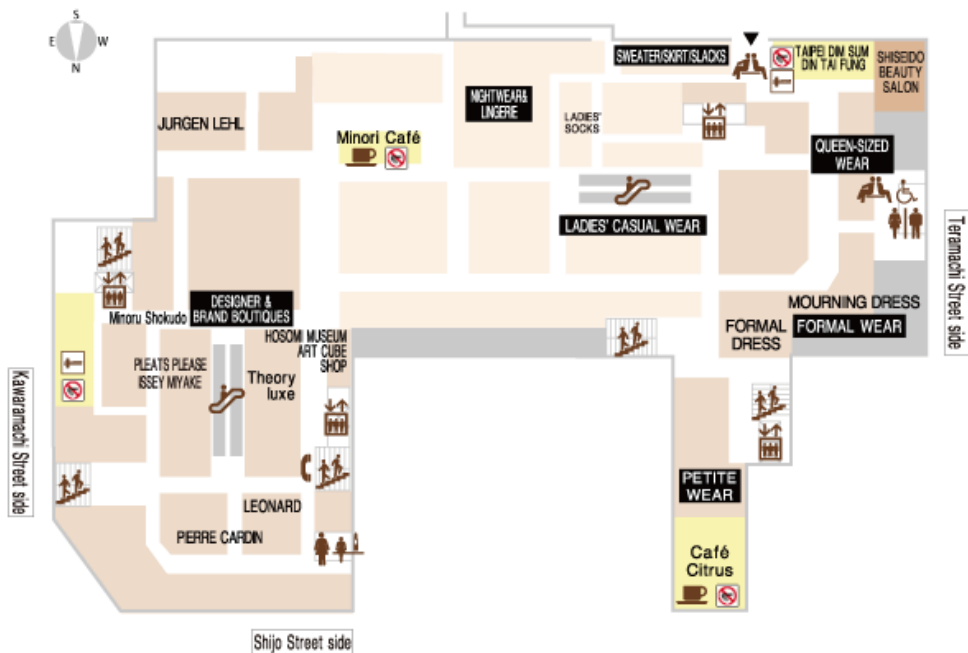 S
E
W
N
SWEATER/SKIRT/SLACKS
TAIPEI DIM SUM
DIN TAI FUNG
SHISEIDO
BEAUTY
SALON
NIGHTWEAR&
LINGERE
LADIES'
SOCKS
JURGEN LEHL
Minori Café
QUEEN-SIZED
WEAR
LADIES' CASUAL WEAR
Teramachi Street side
Minoru Shokudo
DESIGNER &
BRAND BOUTIQUES
MOURNING DRESS
FORMAL
DRESS
FORMAL WEAR
HOSOMI MUSEUM
ART CUBE
SHOP
PLEATS PLEASE
ISSEY MIYAKE
Theory
luxe
Kawaramachi Street side
PETITE
WEAR
LEONARD
PIERRE CARDIN
Café
Citrus
Shijo Street side